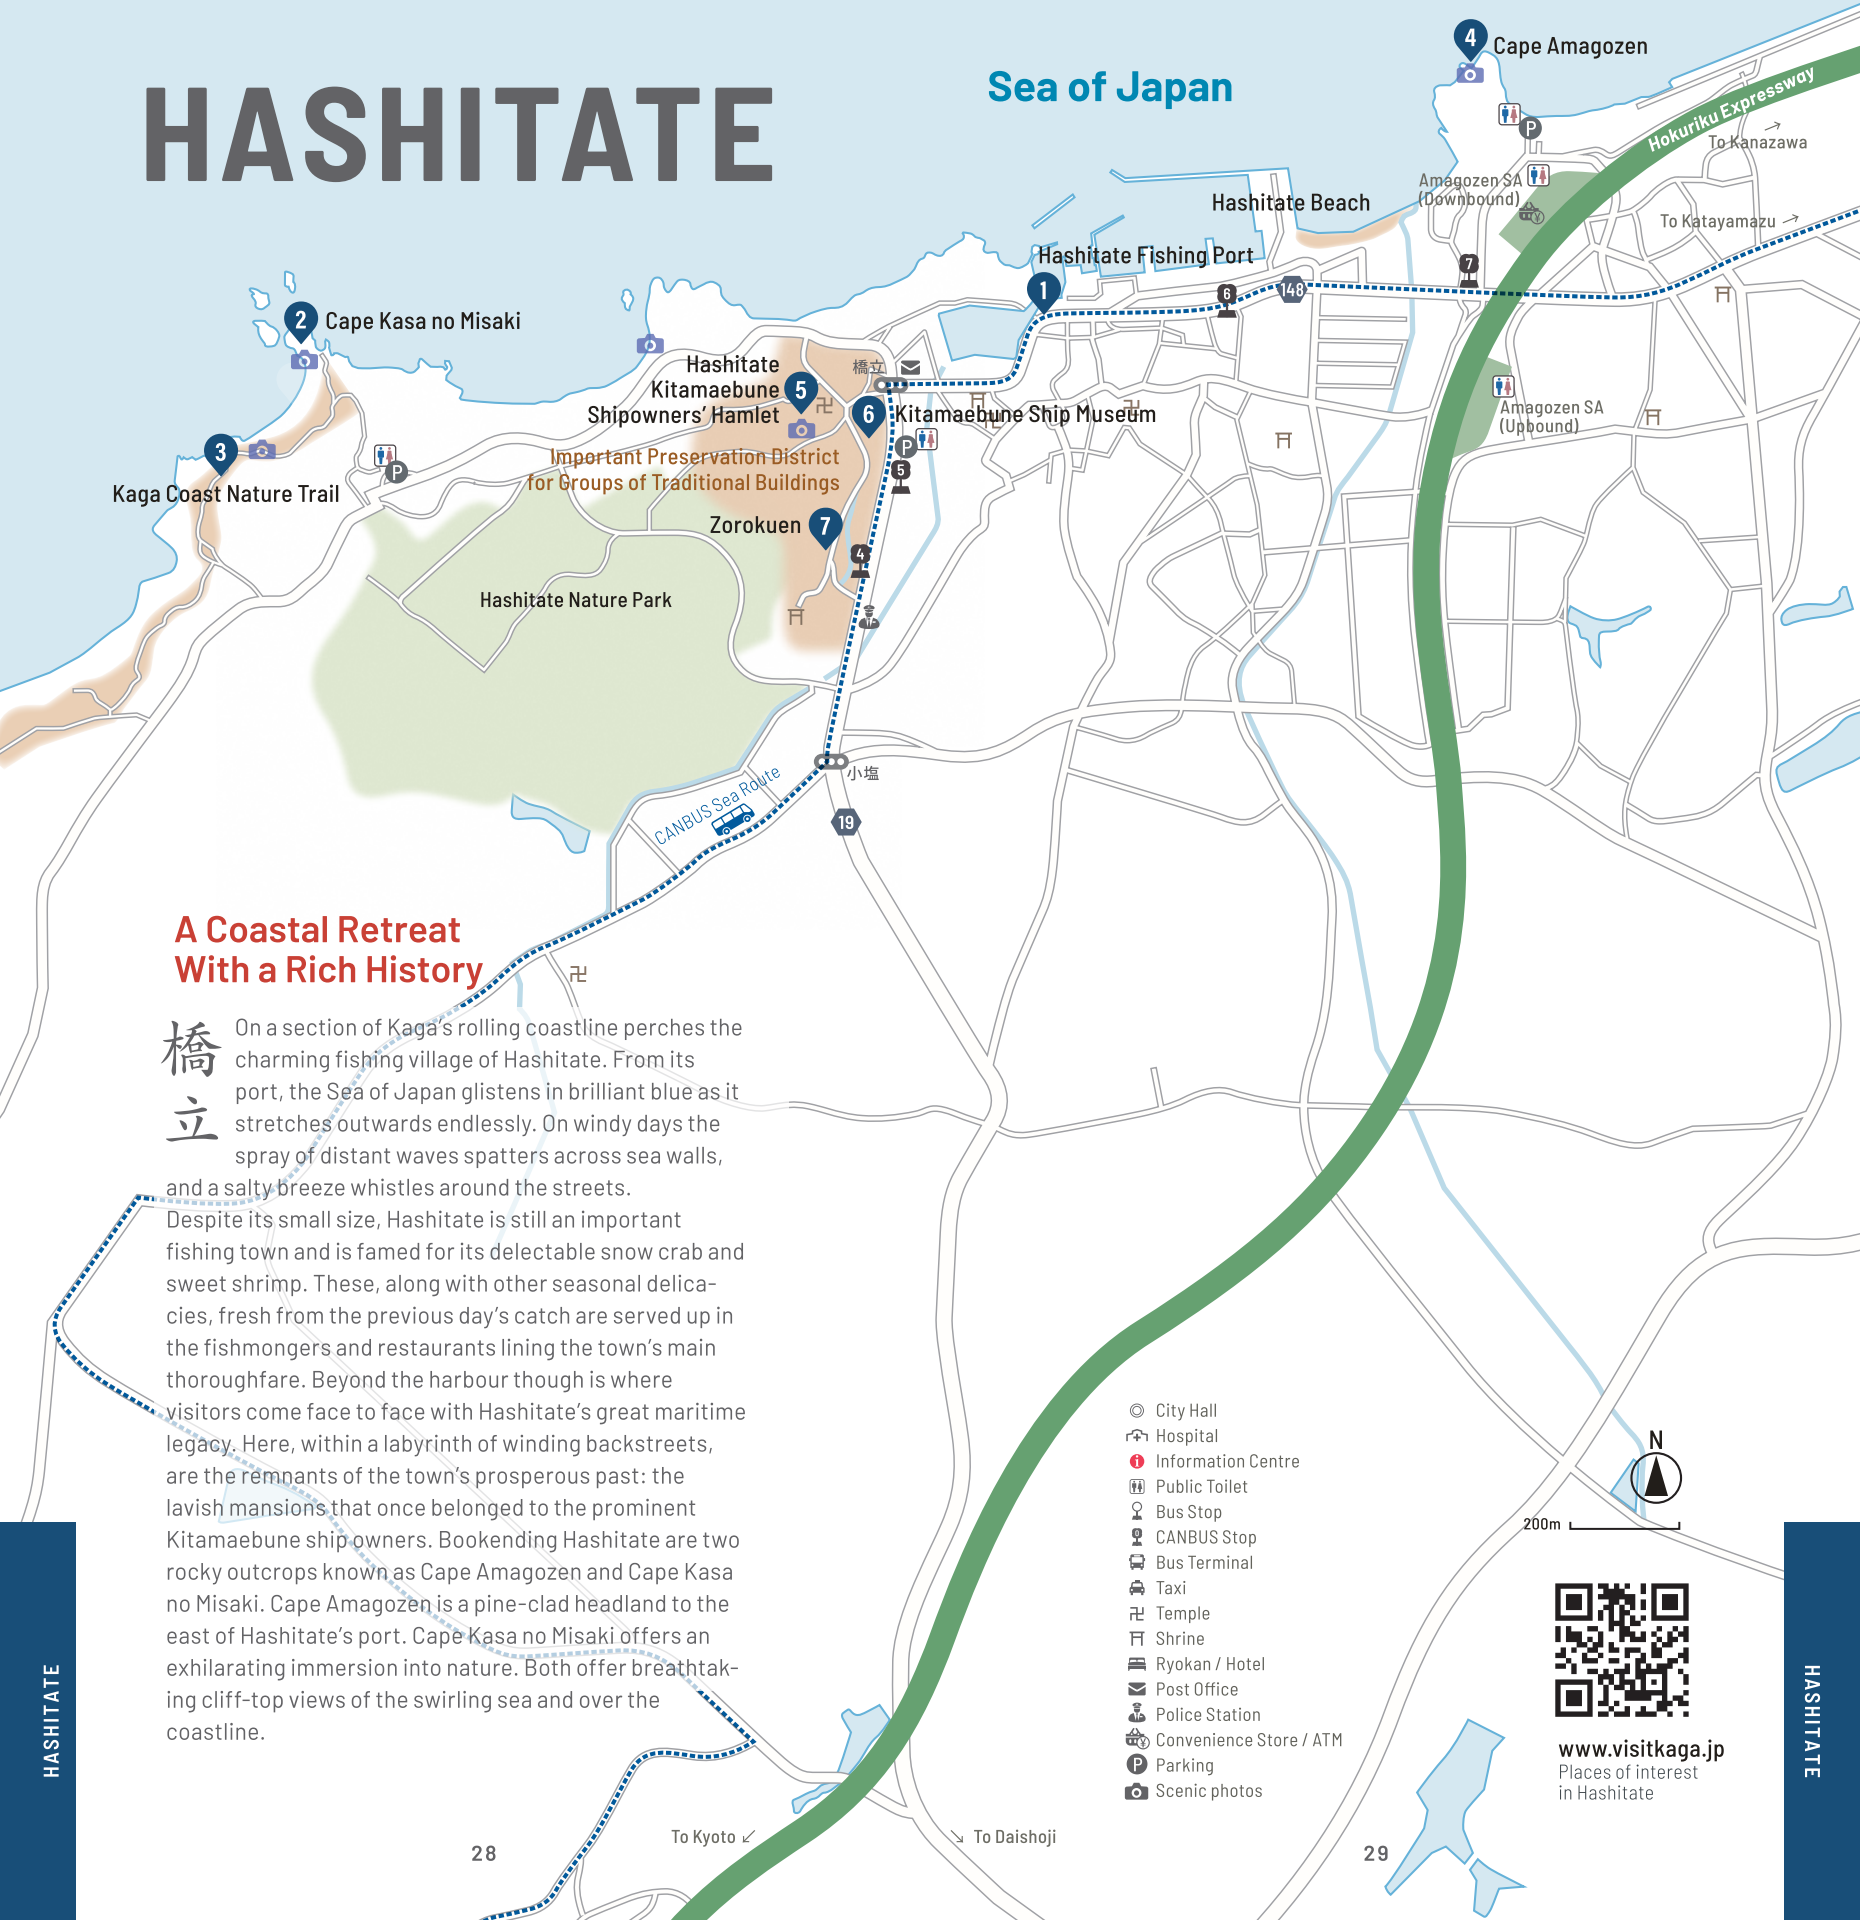 HASHITATE
Sea of Japan
4
Cape Amagozen
P
Hokuriku Expressway
To Kanazawa
Amagozen SA
(Downbound)
¥
To Katayamazu
Hashitate Beach
Hashitate Fishing Port
1
6
148
7
2
Cape Kasa no Misaki
3
Kaga Coast Nature Trail
P
Hashitate
Kitamaebune
Shipowners' Hamlet
5
橋立
6
Kitamaebune Ship Museum
P
5
Important Preservation District
for Groups of Traditional Buildings
Zorokuen
7
4
Amagozen SA
(Upbound)
Hashitate Nature Park
小塩
CANBUS Sea Route
19
A Coastal Retreat
With a Rich History
橋
立
On a section of Kaga's rolling coastline perches the
charming fishing village of Hashitate. From its
port, the Sea of Japan glistens in brilliant blue as it
stretches outwards endlessly. On windy days the
spray of distant waves spatters across sea walls,
and a salty breeze whistles around the streets.
Despite its small size, Hashitate is still an important
fishing town and is famed for its delectable snow crab and
sweet shrimp. These, along with other seasonal delica-
cies, fresh from the previous day's catch are served up in
the fishmongers and restaurants lining the town's main
thoroughfare. Beyond the harbour though is where
visitors come face to face with Hashitate's great maritime
legacy. Here, within a labyrinth of winding backstreets,
are the remnants of the town's prosperous past: the
lavish mansions that once belonged to the prominent
Kitamaebune ship owners. Bookending Hashitate are two
rocky outcrops known as Cape Amagozen and Cape Kasa
no Misaki. Cape Amagozen is a pine-clad headland to the
east of Hashitate's port. Cape Kasa no Misaki offers an
exhilarating immersion into nature. Both offer breathtak-
ing cliff-top views of the swirling sea and over the
coastline.
City Hall
Hospital
Information Centre
Public Toilet
Bus Stop
CANBUS Stop
Bus Terminal
Taxi
Temple
Shrine
Ryokan / Hotel
Post Office
Police Station
Convenience Store / ATM
P Parking
Scenic photos
N
200m
www.visitkaga.jp
Places of interest
in Hashitate
To Kyoto
To Daishoji
28
29
HASHITATE
HASHITATE